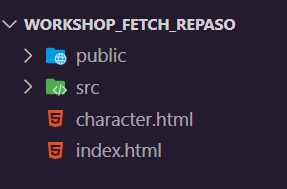 WORKSHOP_FETCH_REPASO
public
src
character.html
index.html